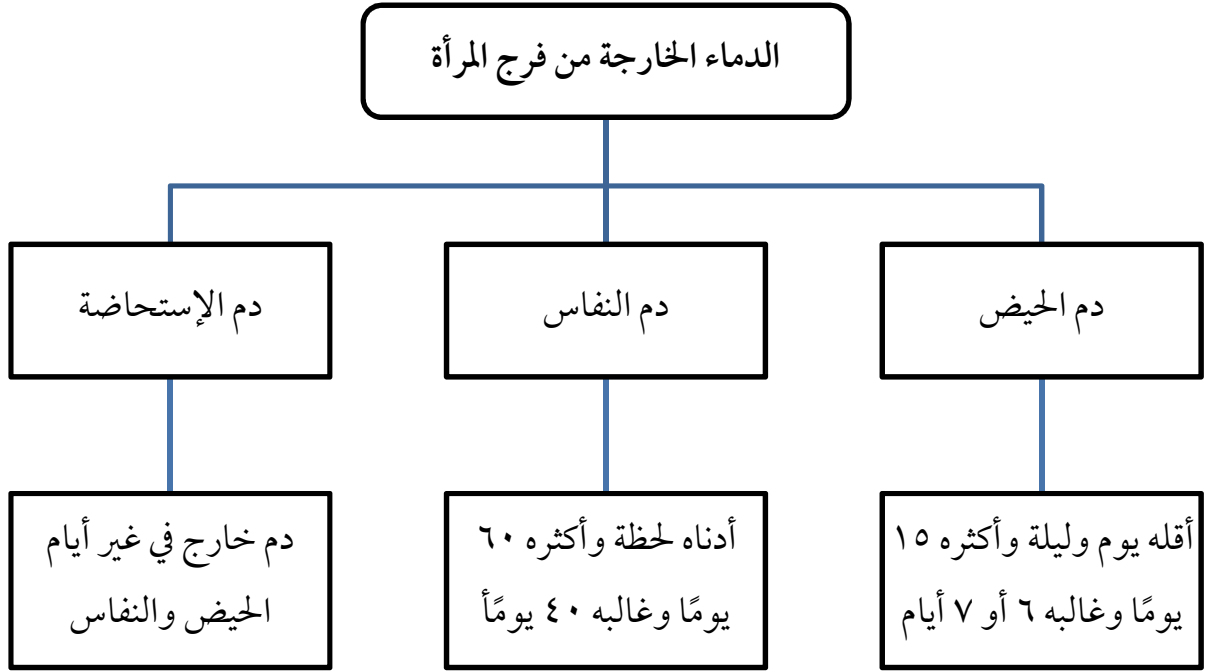 الدماء الخارجة من فرج المرأة
دم الحيض
دم النفاس
دم الإستحاضة
أقله يوم وليلة وأكثره ١٥
يومًا وغالبه ٦ أو ٧ أيام
أدناه لحظة وأكثره ٦٠
يومًا وغالبه ٤٠ يومًأ
دم خارج في غير أيام
الحيض والنفاس